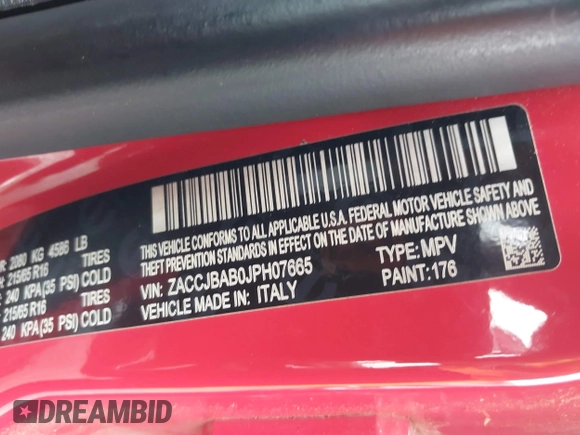 THIS VEHICLE CONFORMS TO ALL APPLICABLE U.S.A. FEDERAL MOTOR VEHICLE SAFETY AND
THEFT PREVENTION STANDARDS IN EFFECT ON THE DATE OF MANUFACTURE SHOWN ABOVE.
VIN: ZACCJBAB0JPH07665 TYPE: MPV
VEHICLE MADE IN: ITALY PAINT: 176
2080 KG 4586 LB
21565 R16 TIRES
240 KPA(35 PSI) COLD
21565 R16 TIRES
240 KPA(35 PSI) COLD
DREAMBID